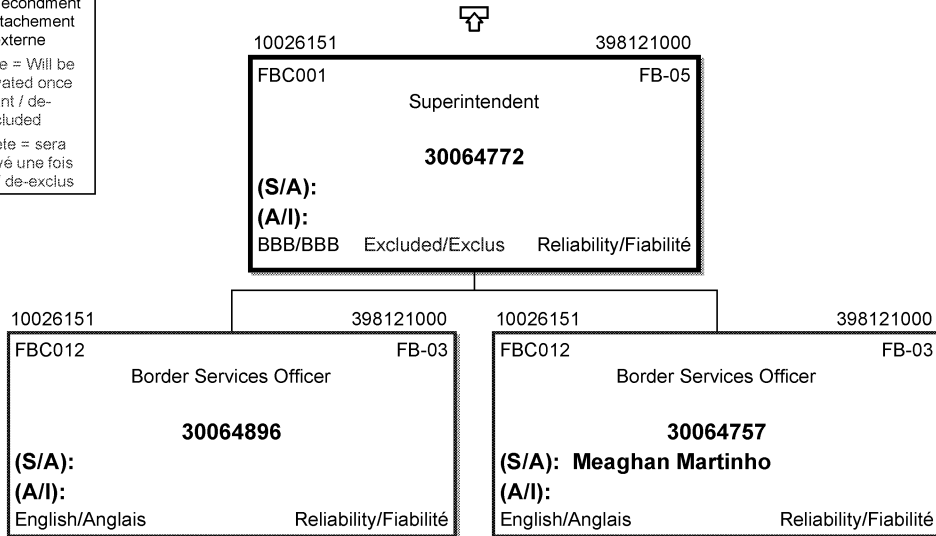 econdment
tachement
xterne
e = Will be
ated once
nt / de-
cluded
ete = sera
vé une fois
/ de-exclus
10026151 398121000
FBC001 FB-05
Superintendent
30064772
(S/A):
(A/I):
BBB/BBB Excluded/Exclus Reliability/Fiabilité
10026151 398121000
FBC012 FB-03
Border Services Officer
30064896
(S/A):
(A/I):
English/Anglais Reliability/Fiabilité
10026151 398121000
FBC012 FB-03
Border Services Officer
30064757
(S/A): Meaghan Martinho
(A/I):
English/Anglais Reliability/Fiabilité